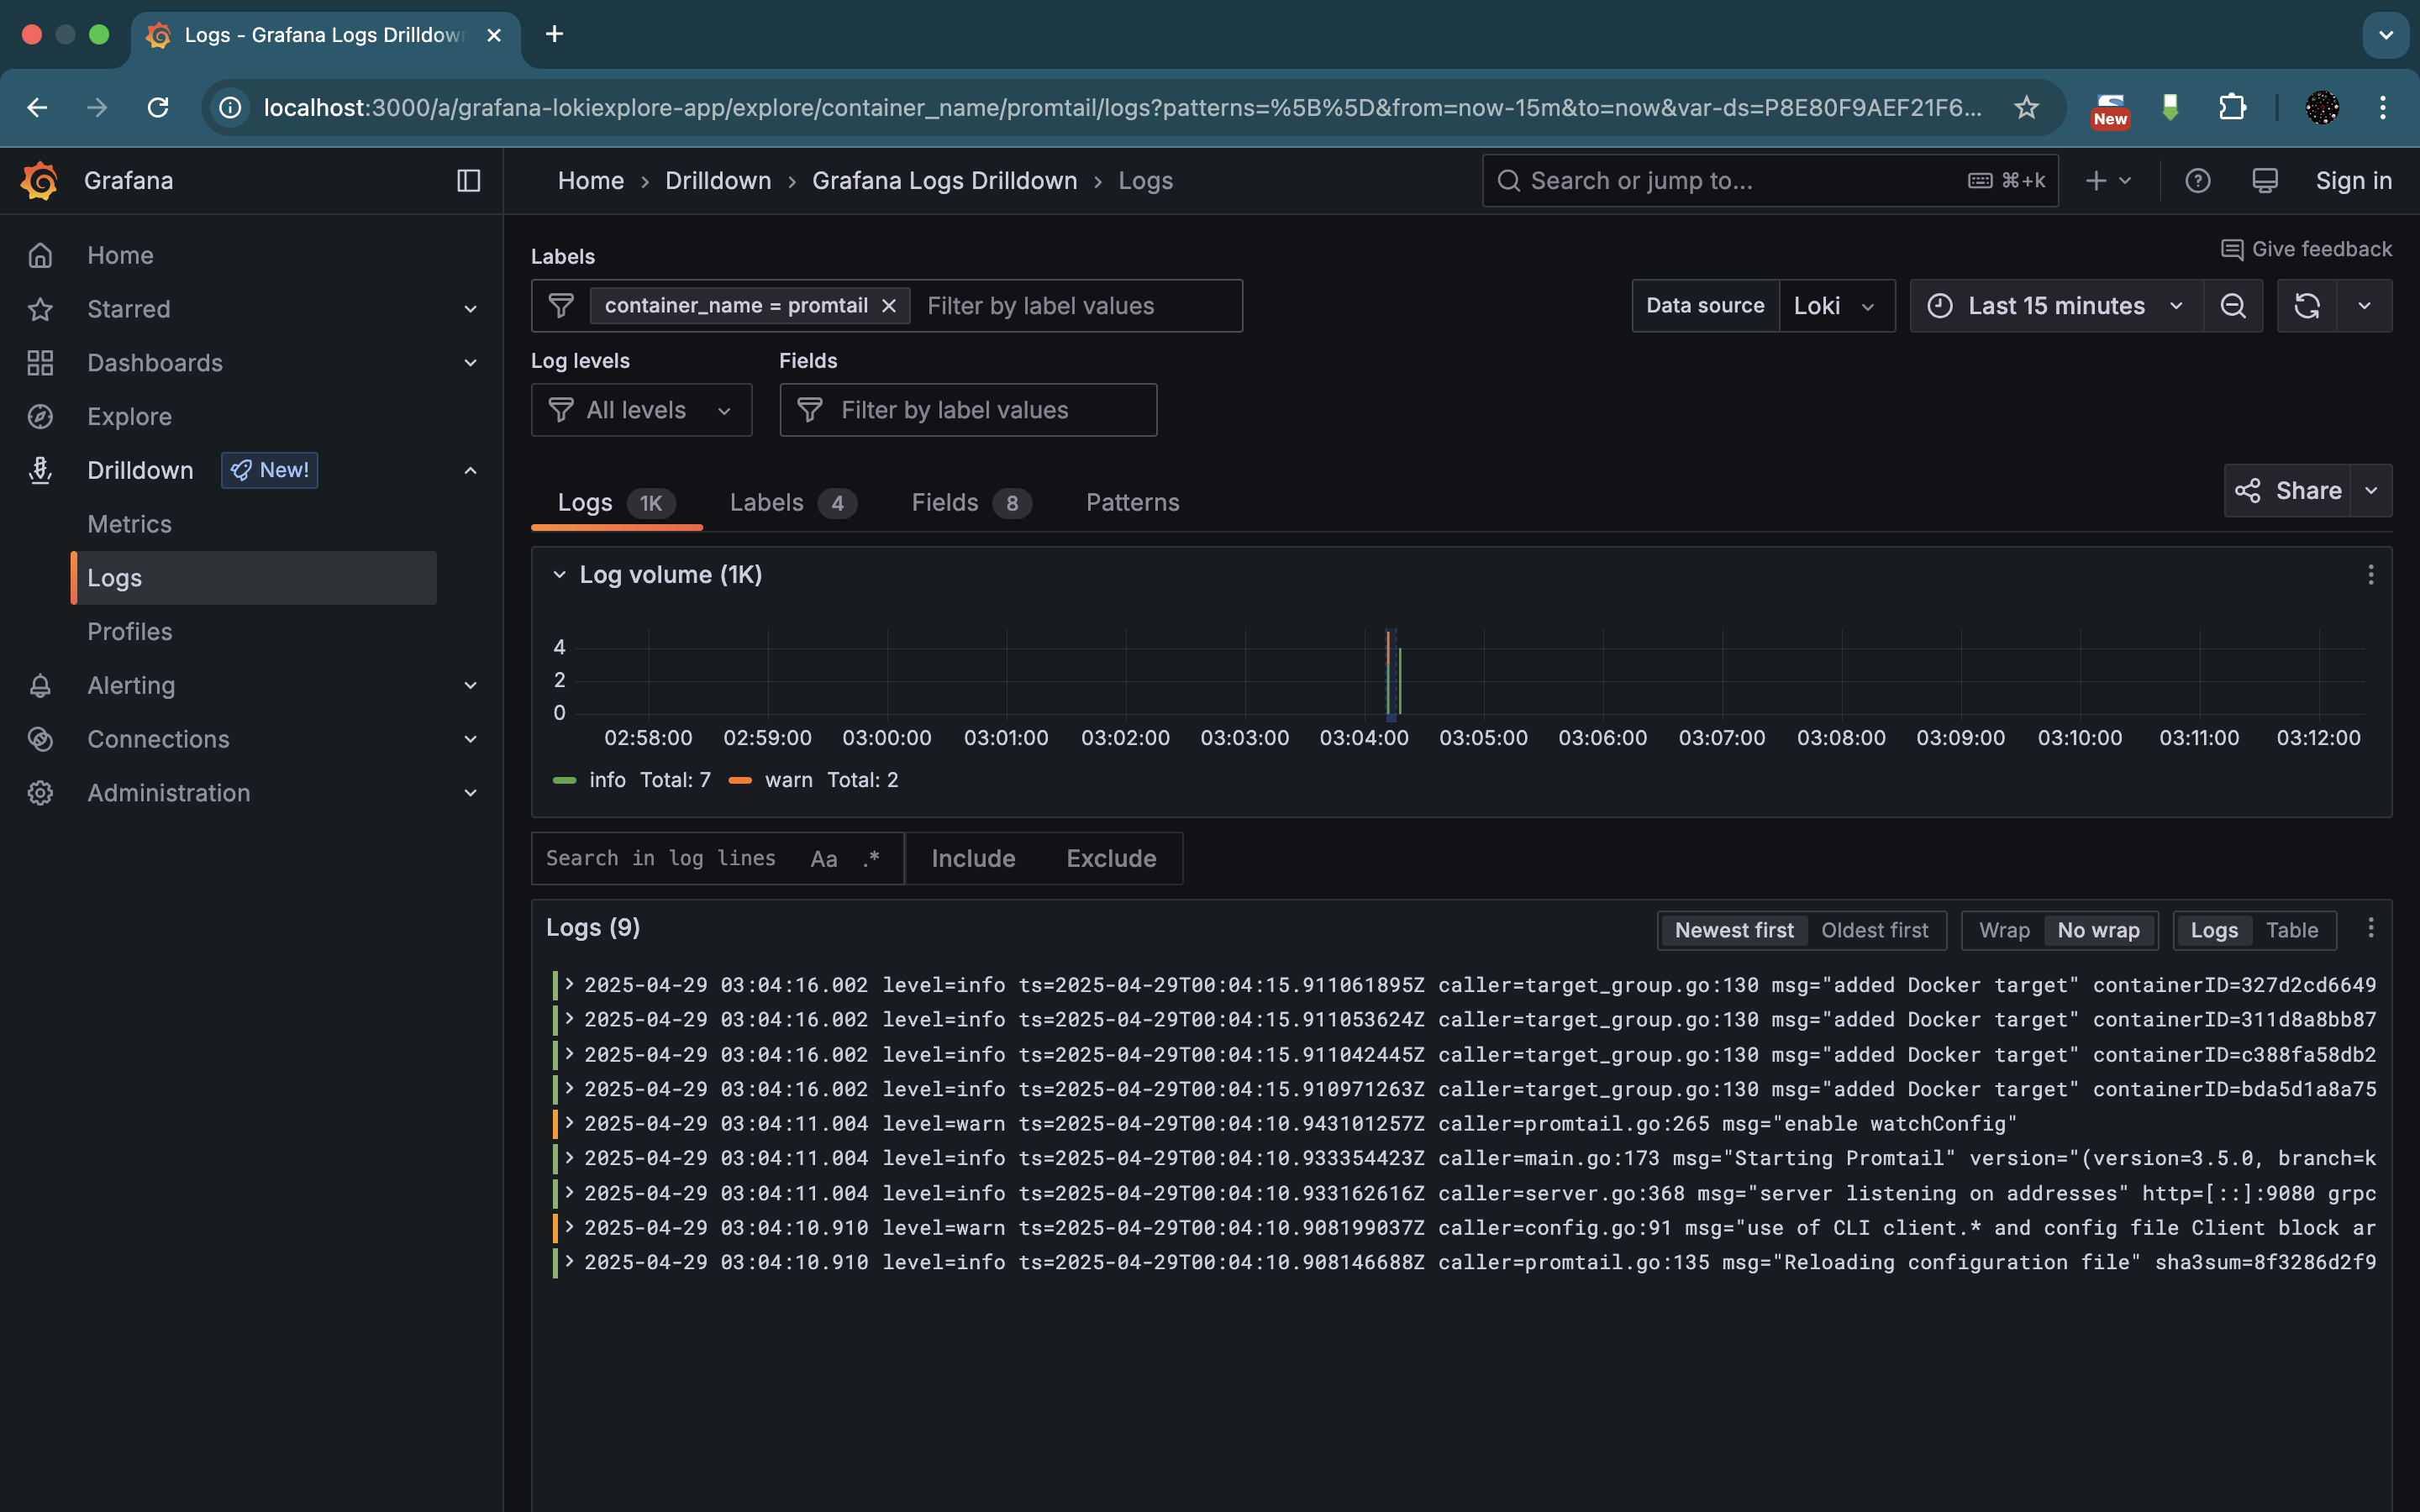 Logs - Grafana Logs Drilldow
localhost:3000/a/grafana-lokiexplore-app/explore/container_name/promtail/logs?patterns=%5B%5D&from=now-15m&to=now&var-ds=P8E80F9AEF21F6...
New
Grafana
Home › Drilldown › Grafana Logs Drilldown › Logs
Search or jump to... ⌘+k
Sign in
Home
Starred
Dashboards
Explore
Drilldown New!
Metrics
Logs
Profiles
Alerting
Connections
Administration
Give feedback
Labels
container_name = promtail Filter by label values
Data source Loki
Last 15 minutes
Log levels Fields
All levels Filter by label values
Logs 1K Labels 4 Fields 8 Patterns
Share
Log volume (1K)
4
2
0
02:58:00 02:59:00 03:00:00 03:01:00 03:02:00 03:03:00 03:04:00 03:05:00 03:06:00 03:07:00 03:08:00 03:09:00 03:10:00 03:11:00 03:12:00
info Total: 7 warn Total: 2
Search in log lines Aa .* Include Exclude
Logs (9)
Newest first Oldest first Wrap No wrap Logs Table
2025-04-29 03:04:16.002 level=info ts=2025-04-29T00:04:15.911061895Z caller=target_group.go:130 msg="added Docker target" containerID=327d2cd6649
2025-04-29 03:04:16.002 level=info ts=2025-04-29T00:04:15.911053624Z caller=target_group.go:130 msg="added Docker target" containerID=311d8a8bb87
2025-04-29 03:04:16.002 level=info ts=2025-04-29T00:04:15.911042445Z caller=target_group.go:130 msg="added Docker target" containerID=c388fa58db2
2025-04-29 03:04:16.002 level=info ts=2025-04-29T00:04:15.910971263Z caller=target_group.go:130 msg="added Docker target" containerID=bda5d1a8a75
2025-04-29 03:04:11.004 level=warn ts=2025-04-29T00:04:10.943101257Z caller=promtail.go:265 msg="enable watchConfig"
2025-04-29 03:04:11.004 level=info ts=2025-04-29T00:04:10.933354423Z caller=main.go:173 msg="Starting Promtail" version="(version=3.5.0, branch=k
2025-04-29 03:04:11.004 level=info ts=2025-04-29T00:04:10.933162616Z caller=server.go:368 msg="server listening on addresses" http=[::]:9080 grpc
2025-04-29 03:04:10.910 level=warn ts=2025-04-29T00:04:10.908199037Z caller=config.go:91 msg="use of CLI client.* and config file Client block ar
2025-04-29 03:04:10.910 level=info ts=2025-04-29T00:04:10.908146688Z caller=promtail.go:135 msg="Reloading configuration file" sha3sum=8f3286d2f9